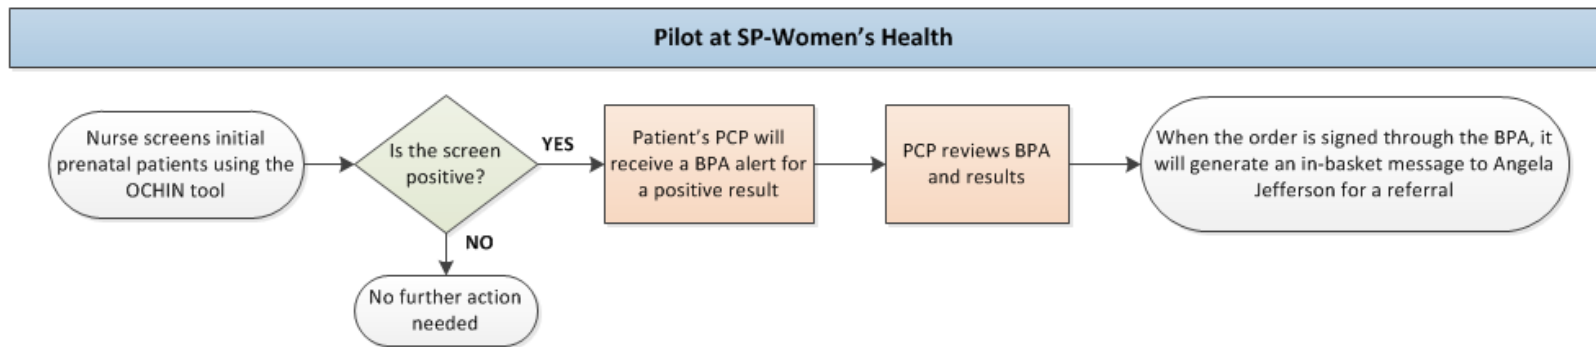 Pilot at SP-Women's Health
Nurse screens initial
prenatal patients using the
OCHIN tool
Is the screen
positive?
YES
Patient's PCP will
receive a BPA alert for
a positive result
PCP reviews BPA
and results
When the order is signed through the BPA, it
will generate an in-basket message to Angela
Jefferson for a referral
NO
No further action
needed